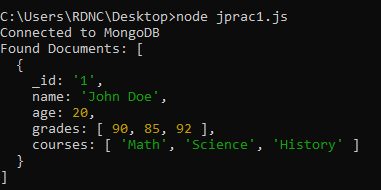 C:\Users\RDNC\Desktop>node jprac1.js
Connected to MongoDB
Found Documents: [
  {
    _id: '1',
    name: 'John Doe',
    age: 20,
    grades: [ 90, 85, 92 ],
    courses: [ 'Math', 'Science', 'History' ]
  }
]